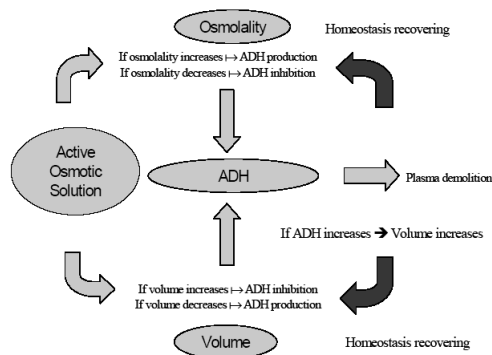 Osmolality
Homeostasis recovering
If osmolality increases ↦ ADH production
If osmolality decreases ↦ ADH inhibition
Active
Osmotic
Solution
ADH
Plasma demolition
If ADH increases ➔ Volume increases
If volume increases ↦ ADH inhibition
If volume decreases ↦ ADH production
Volume
Homeostasis recovering